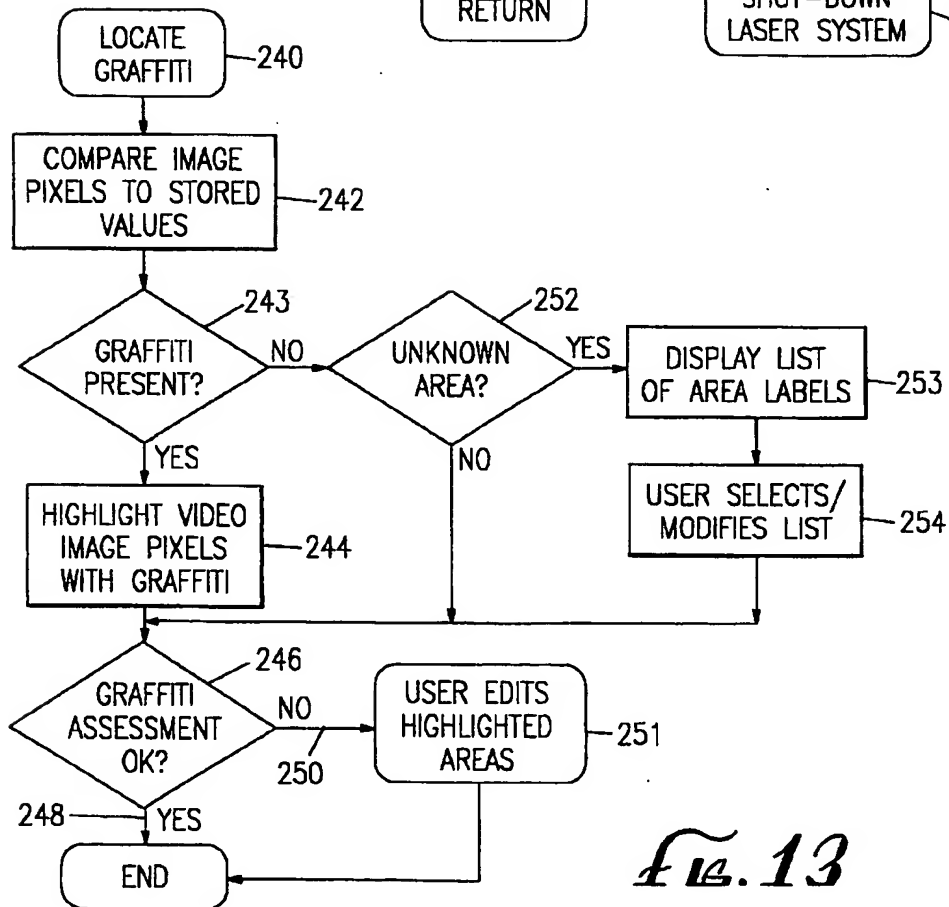 RETURN
SHUT-DOWN
LASER SYSTEM
LOCATE
GRAFFITI
240
COMPARE IMAGE
PIXELS TO STORED
VALUES
242
243
GRAFFITI
PRESENT?
NO
252
UNKNOWN
AREA?
YES
DISPLAY LIST
OF AREA LABELS
253
YES
NO
HIGHLIGHT VIDEO
IMAGE PIXELS
WITH GRAFFITI
244
USER SELECTS/
MODIFIES LIST
254
246
GRAFFITI
ASSESSMENT
OK?
NO
250
USER EDITS
HIGHLIGHTED
AREAS
251
248
YES
END
FIG. 13